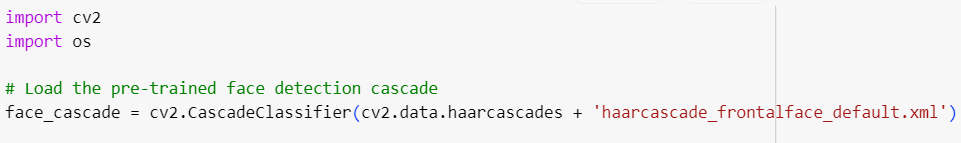 import cv2
import os
# Load the pre-trained face detection cascade
face_cascade = cv2.CascadeClassifier(cv2.data.haarcascades + 'haarcascade_frontalface_default.xml')